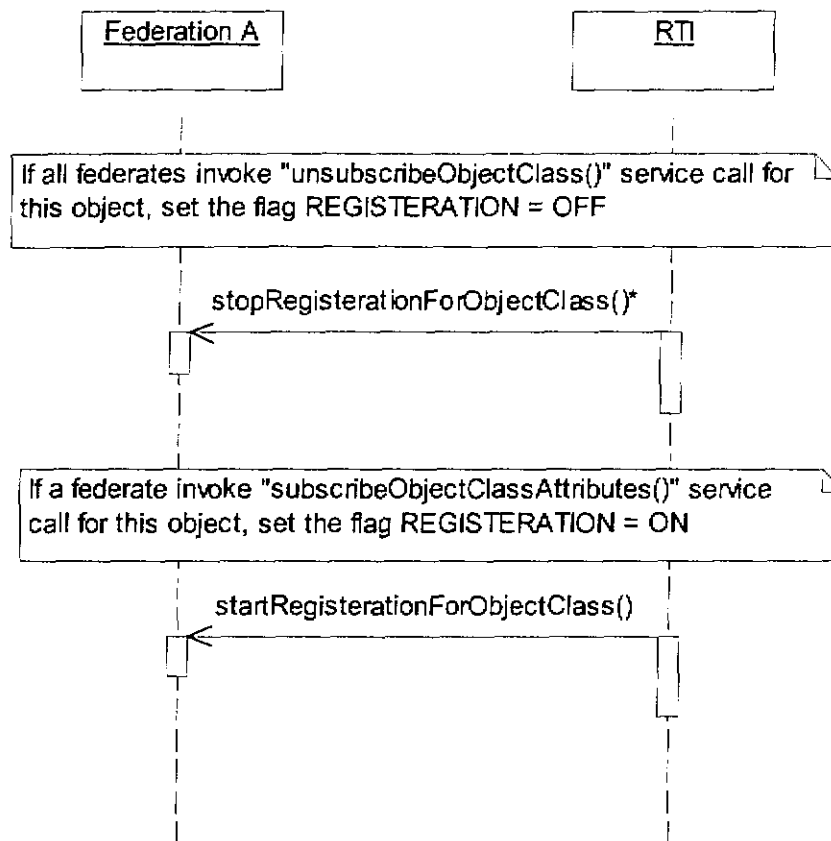 Federation A
RTI
If all federates invoke "unsubscribeObjectClass()" service call for
this object, set the flag REGISTERATION = OFF
stopRegisterationForObjectClass()*
If a federate invoke "subscribeObjectClassAttributes()" service
call for this object, set the flag REGISTERATION = ON
startRegisterationForObjectClass()